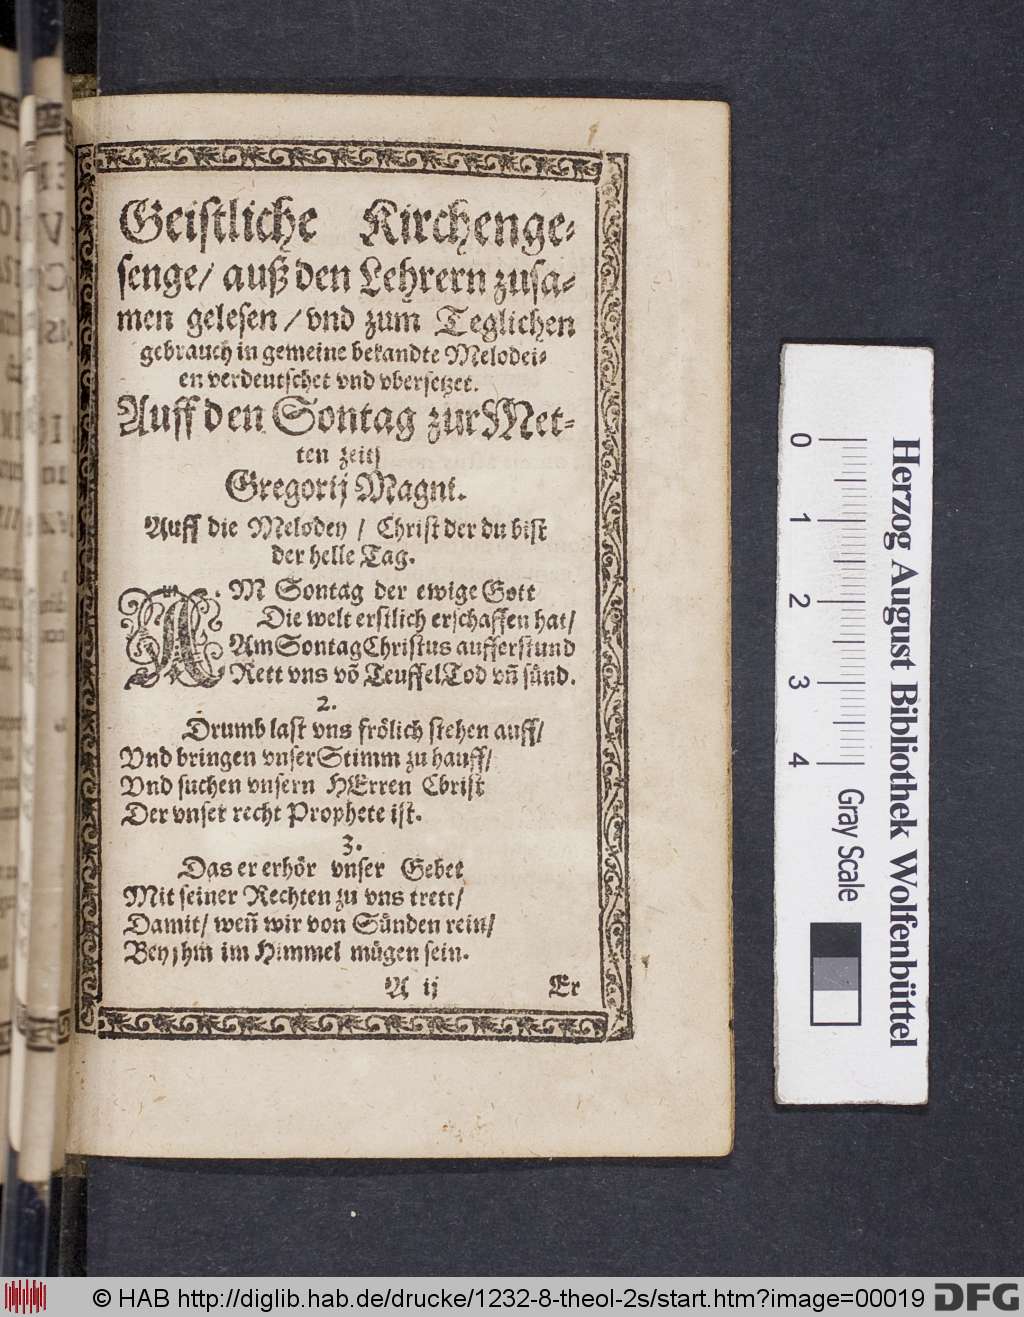 Geistliche Kirchenge-
senge/ auß den Lehrern zusa-
men gelesen / vnd zum Teglichen
gebrauch in gemeine bekandte Melodei-
en verdeutschet vnd vbersetzet.
Auff den Sontag zur Met-
ten zeit
Gregorij Magni.
Auff die Melodey / Christ der du bist
der helle Tag.
AM Sontag der ewige Gott
Die welt erstlich erschaffen hat/
Am Sontag Christus aufferstund
Rett vns võ Teuffel Tod vñ sünd.
2.
Drumb last vns frölich stehen auff/
Vnd bringen vnser Stimm zu hauff/
Vnd suchen vnsern HErren Christ
Der vnser recht Prophete ist.
3.
Das er erhör vnser Gebet
Mit seiner Rechten zu vns trett/
Damit/ weñ wir von Sünden rein/
Bey jhm im Himmel mügen sein.
A ij Er
Herzog August Bibliothek Wolfenbüttel
0 1 2 3 4 Gray Scale
© HAB http://diglib.hab.de/drucke/1232-8-theol-2s/start.htm?image=00019 DFG